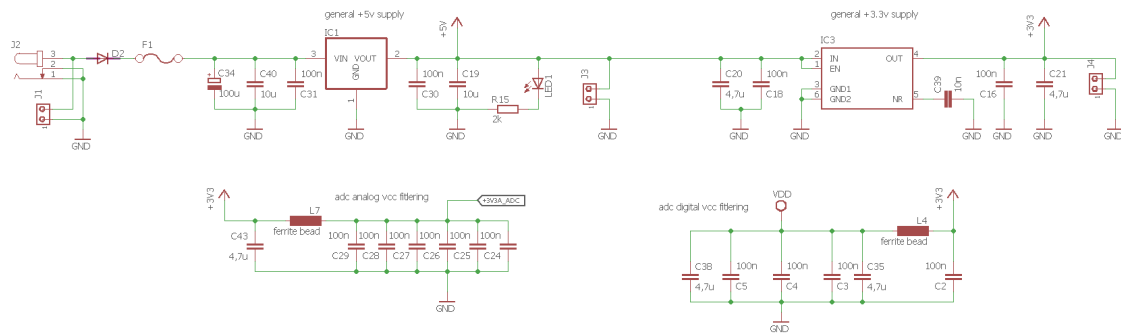 general +5v supply
general +3.3v supply
J2
3
2
1
D2
F1
IC1
3
VIN
VOUT
2
GND
1
+5V
IC3
2
IN
1
EN
3
GND1
6
GND2
OUT
4
NR
5
+3V3
J4
1
J1
1
GND
C34
+
100u
C40
10u
100n
C31
GND
GND
100n
C30
C19
10u
GND
R15
2k
LED1
J3
1
GND
C20
4,7u
100n
C18
GND
GND
C39
10n
GND
100n
C16
GND
C21
4,7u
GND
GND
adc analog vcc fitlering
+3V3
L7
ferrite bead
+3V3A_ADC
C43
4,7u
100n
C29
100n
C28
100n
C27
100n
C26
100n
C25
100n
C24
GND
adc digital vcc fitlering
VDD
+3V3
L4
ferrite bead
C38
4,7u
100n
C5
100n
C4
100n
C3
C35
4,7u
100n
C2
GND